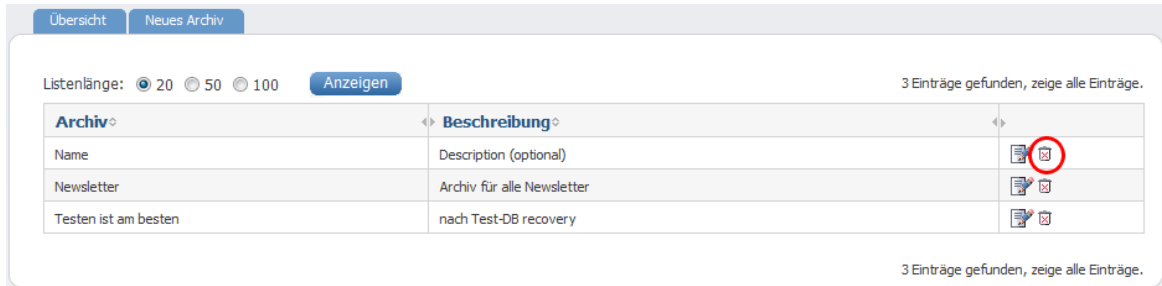 Übersicht Neues Archiv
Listenlänge: 20 50 100 Anzeigen 3 Einträge gefunden, zeige alle Einträge.
Archiv Beschreibung
Name Description (optional)
Newsletter Archiv für alle Newsletter
Testen ist am besten nach Test-DB recovery
3 Einträge gefunden, zeige alle Einträge.